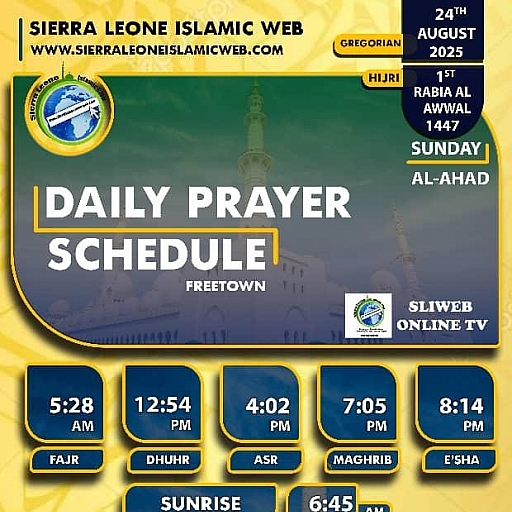 SIERRA LEONE ISLAMIC WEB
WWW.SIERRALEONEISLAMICWEB.COM
GREGORIAN
24TH
AUGUST
2025
HIJRI
1ST
RABIA AL
AWWAL
1447
Sierra Leone Islamic Web
SUNDAY
AL-AHAD
DAILY PRAYER
SCHEDULE
FREETOWN
SLIWEB
ONLINE TV
5:28
AM
FAJR
12:54
PM
DHUHR
4:02
PM
ASR
7:05
PM
MAGHRIB
8:14
PM
E'SHA
SUNRISE
6:45
AM